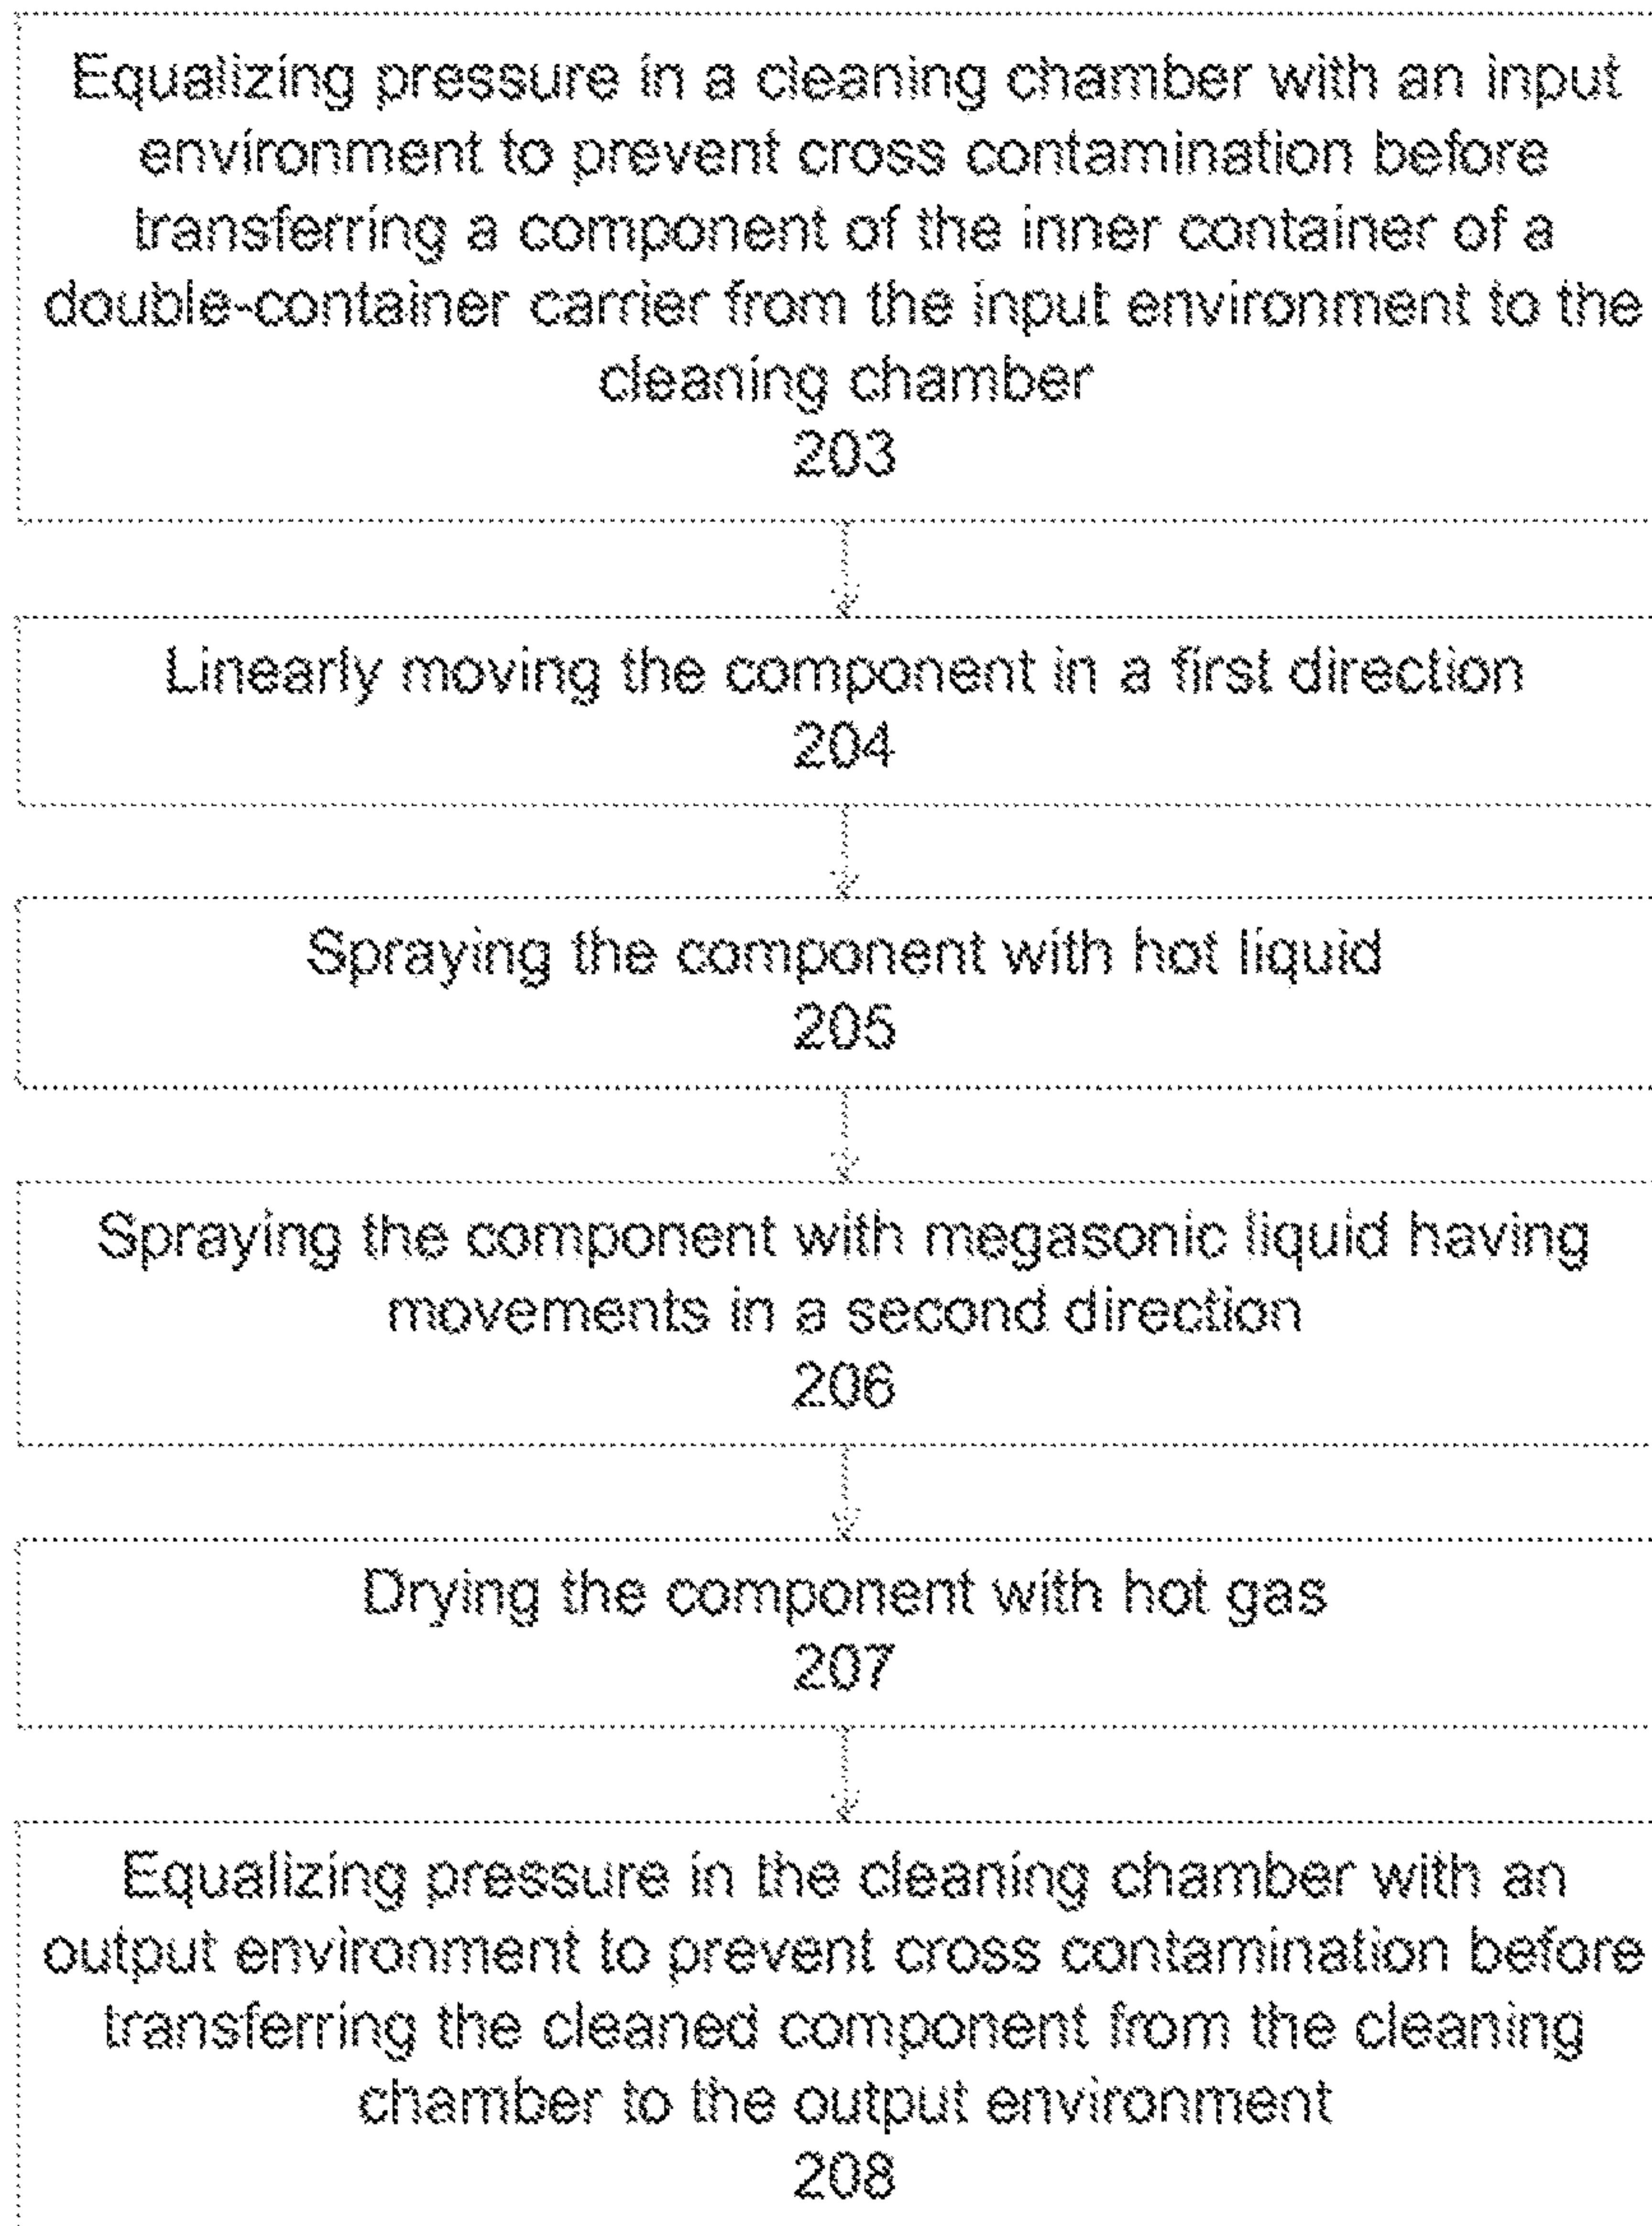 Equalizing pressure in a cleaning chamber with an input
environment to prevent cross contamination before
transferring a component of the inner container of a
double-container carrier from the input environment to the
cleaning chamber
203
Linearly moving the component in a first direction
204
Spraying the component with hot liquid
205
Spraying the component with megasonic liquid having
movements in a second direction
206
Drying the component with hot gas
207
Equalizing pressure in the cleaning chamber with an
output environment to prevent cross contamination before
transferring the cleaned component from the cleaning
chamber to the output environment
208